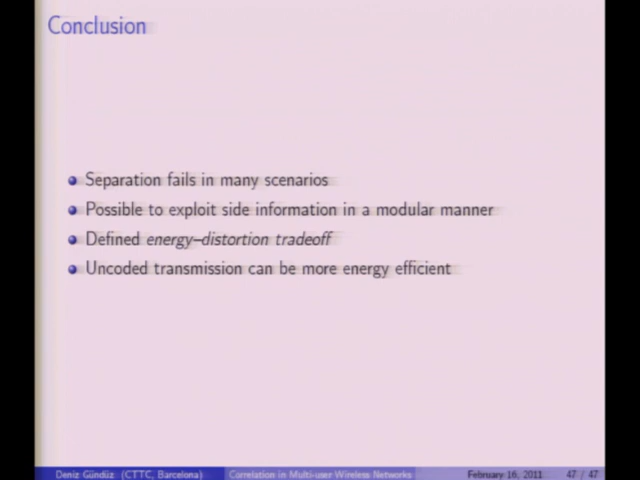 Conclusion
Separation fails in many scenarios
Possible to exploit side information in a modular manner
Defined energy–distortion tradeoff
Uncoded transmission can be more energy efficient
Deniz Gündüz (CTTC, Barcelona) Correlation in Multi-user Wireless Networks February 16, 2011 47 / 47